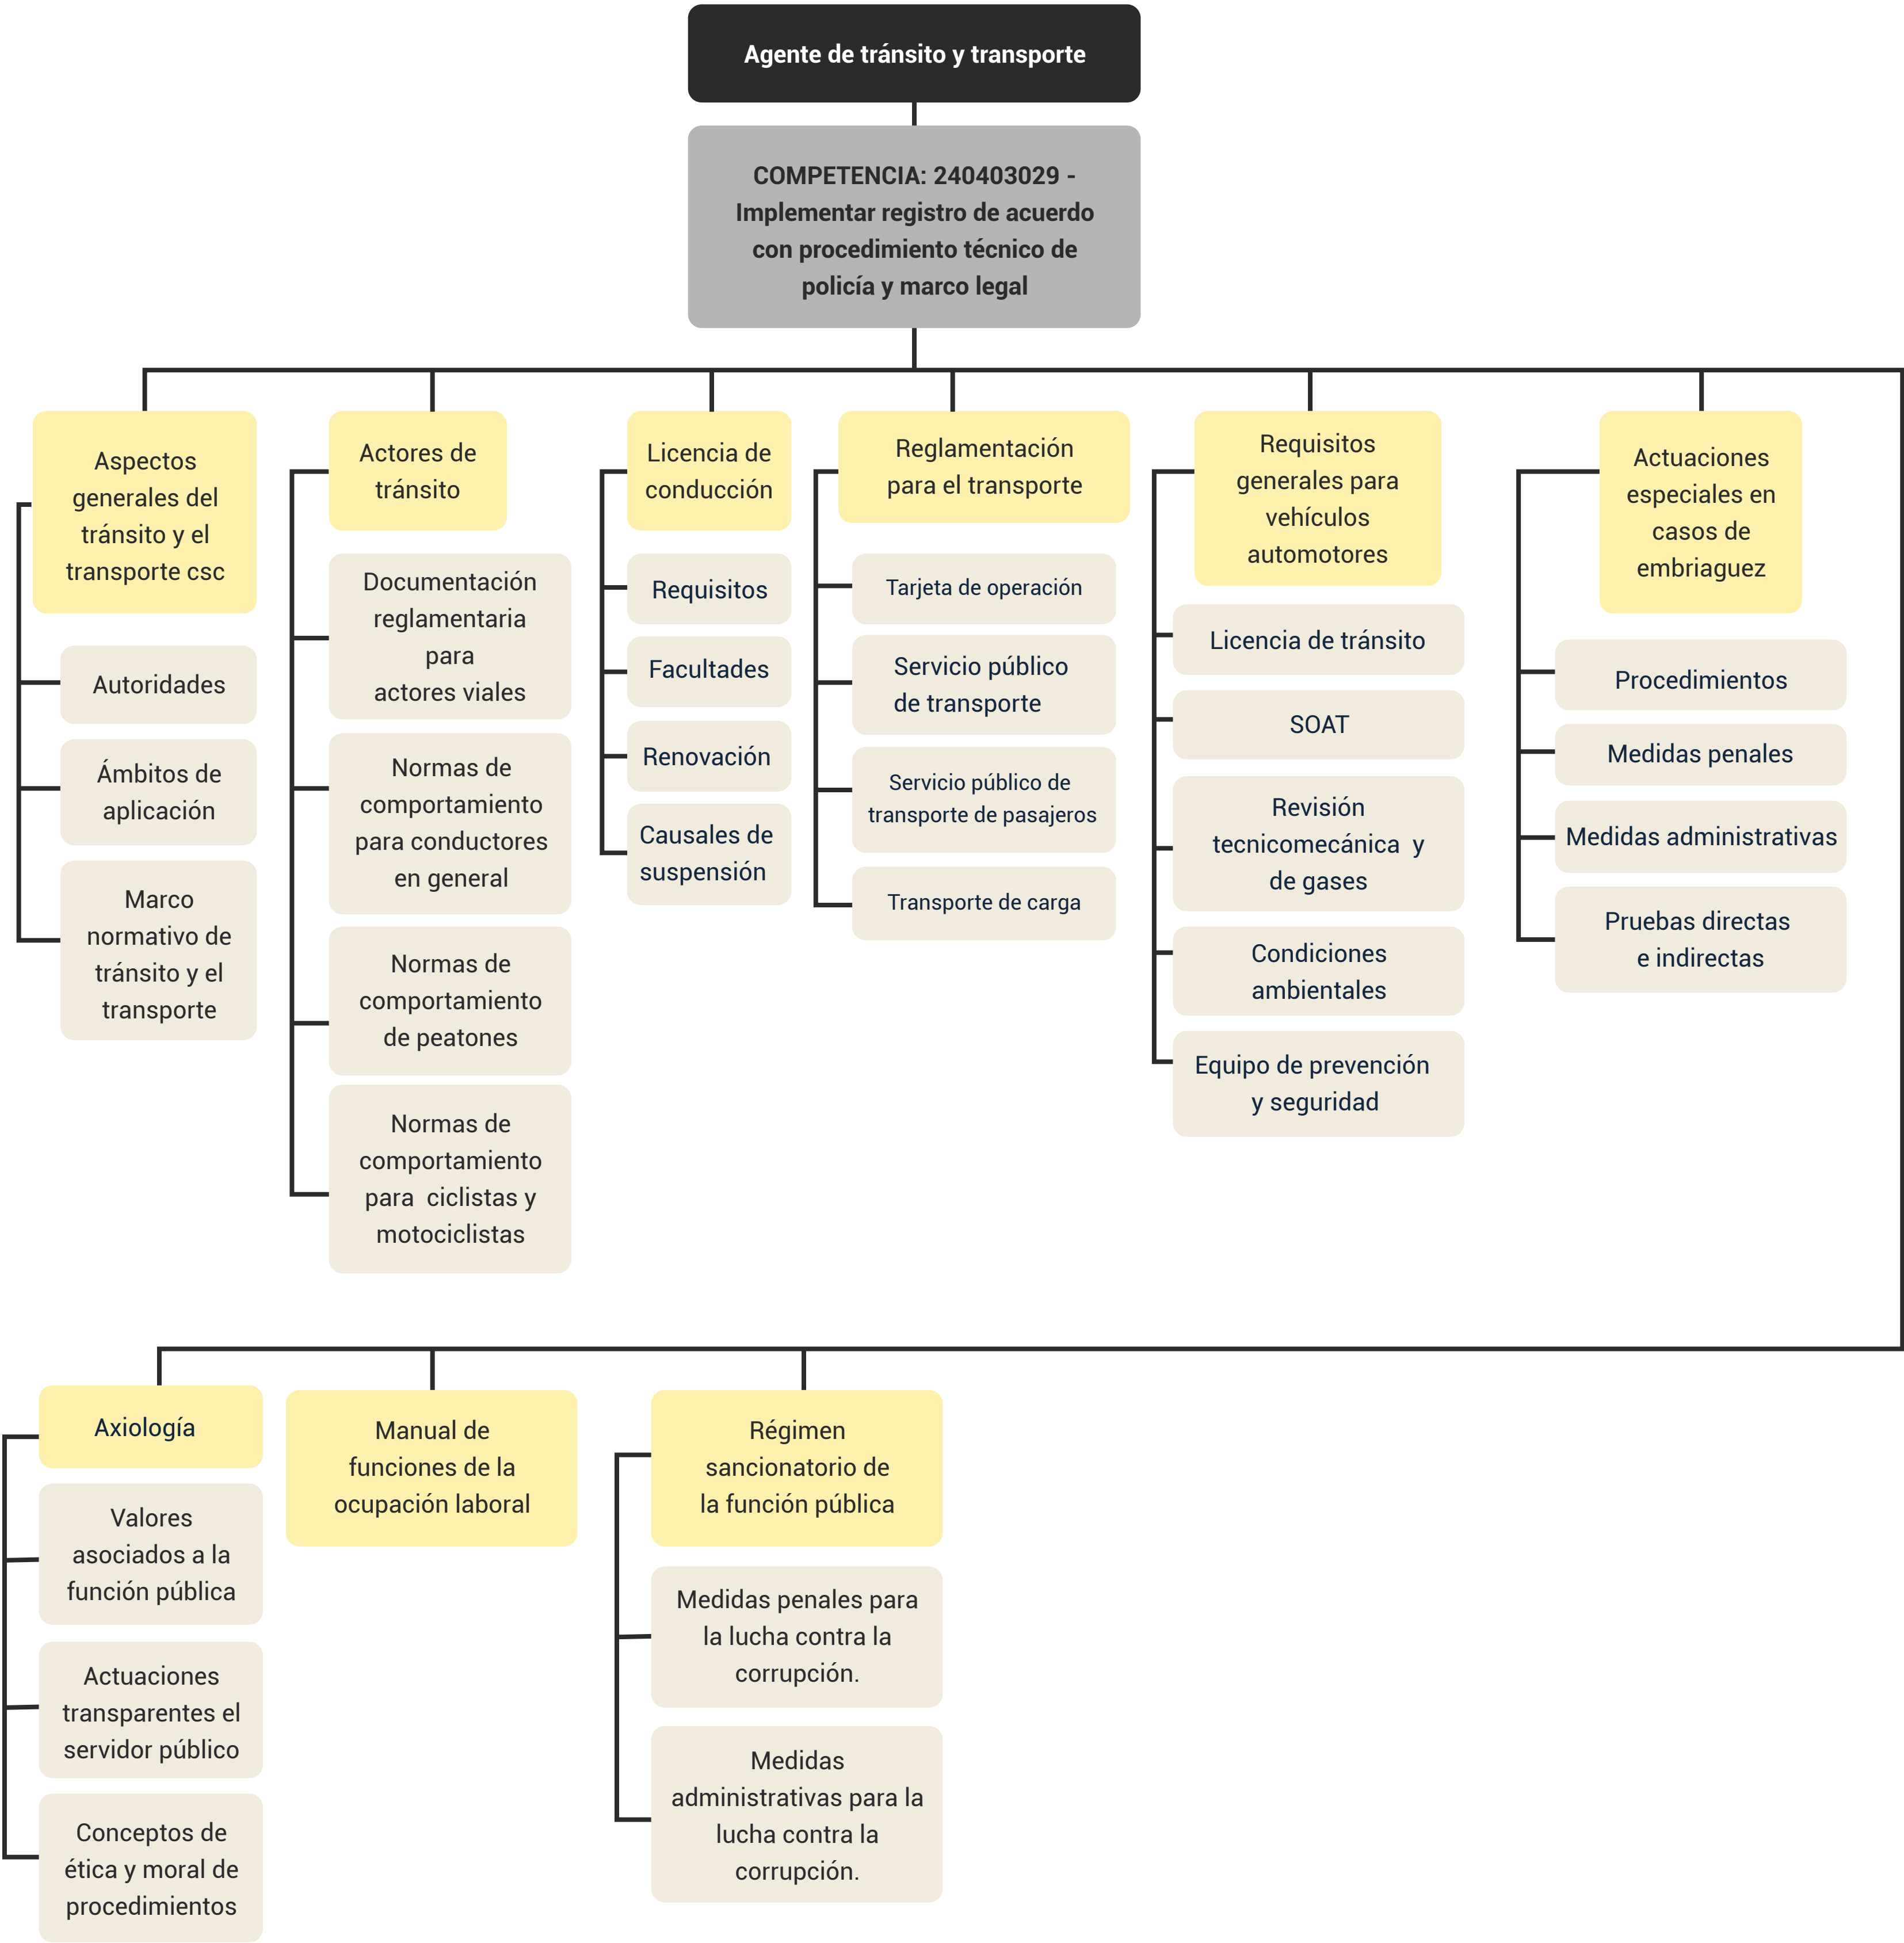 Agente de tránsito y transporte
COMPETENCIA: 240403029 -
Implementar registro de acuerdo
con procedimiento técnico de
policía y marco legal
Aspectos
generales del
tránsito y el
transporte csc
Autoridades
Ámbitos de
aplicación
Marco
normativo de
tránsito y el
transporte
Actores de
tránsito
Documentación
reglamentaria
para
actores viales
Normas de
comportamiento
para conductores
en general
Normas de
comportamiento
de peatones
Normas de
comportamiento
para  ciclistas y
motociclistas
Licencia de
conducción
Requisitos
Facultades
Renovación
Causales de
suspensión
Reglamentación
para el transporte
Tarjeta de operación
Servicio público
de transporte
Servicio público de
transporte de pasajeros
Transporte de carga
Requisitos
generales para
vehículos
automotores
Licencia de tránsito
SOAT
Revisión
tecnicomecánica  y
de gases
Condiciones
ambientales
Equipo de prevención
y seguridad
Actuaciones
especiales en
casos de
embriaguez
Procedimientos
Medidas penales
Medidas administrativas
Pruebas directas
e indirectas
Axiología
Valores
asociados a la
función pública
Actuaciones
transparentes el
servidor público
Conceptos de
ética y moral de
procedimientos
Manual de
funciones de la
ocupación laboral
Régimen
sancionatorio de
la función pública
Medidas penales para
la lucha contra la
corrupción.
Medidas
administrativas para la
lucha contra la
corrupción.